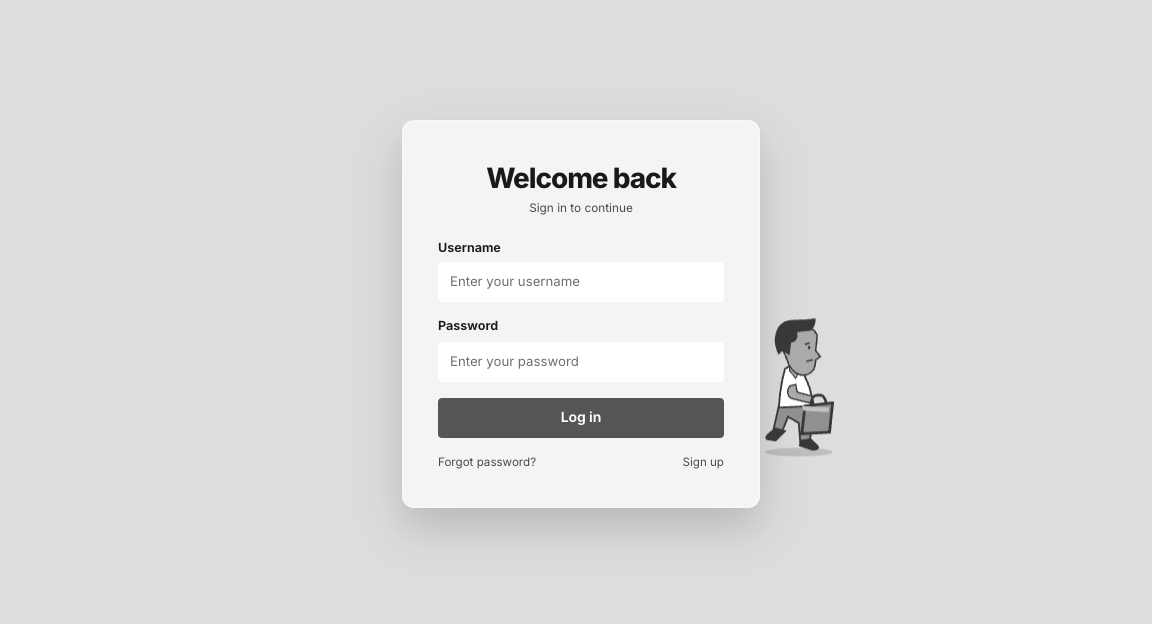 Welcome back
Sign in to continue
Username
Enter your username
Password
Enter your password
Log in
Forgot password? Sign up